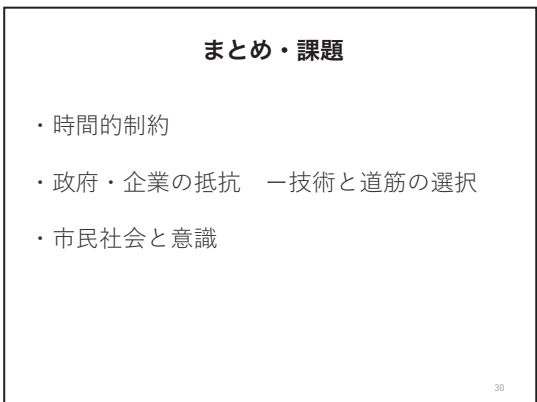 まとめ・課題
・時間的制約
・政府・企業の抵抗　ー技術と道筋の選択
・市民社会と意識
30